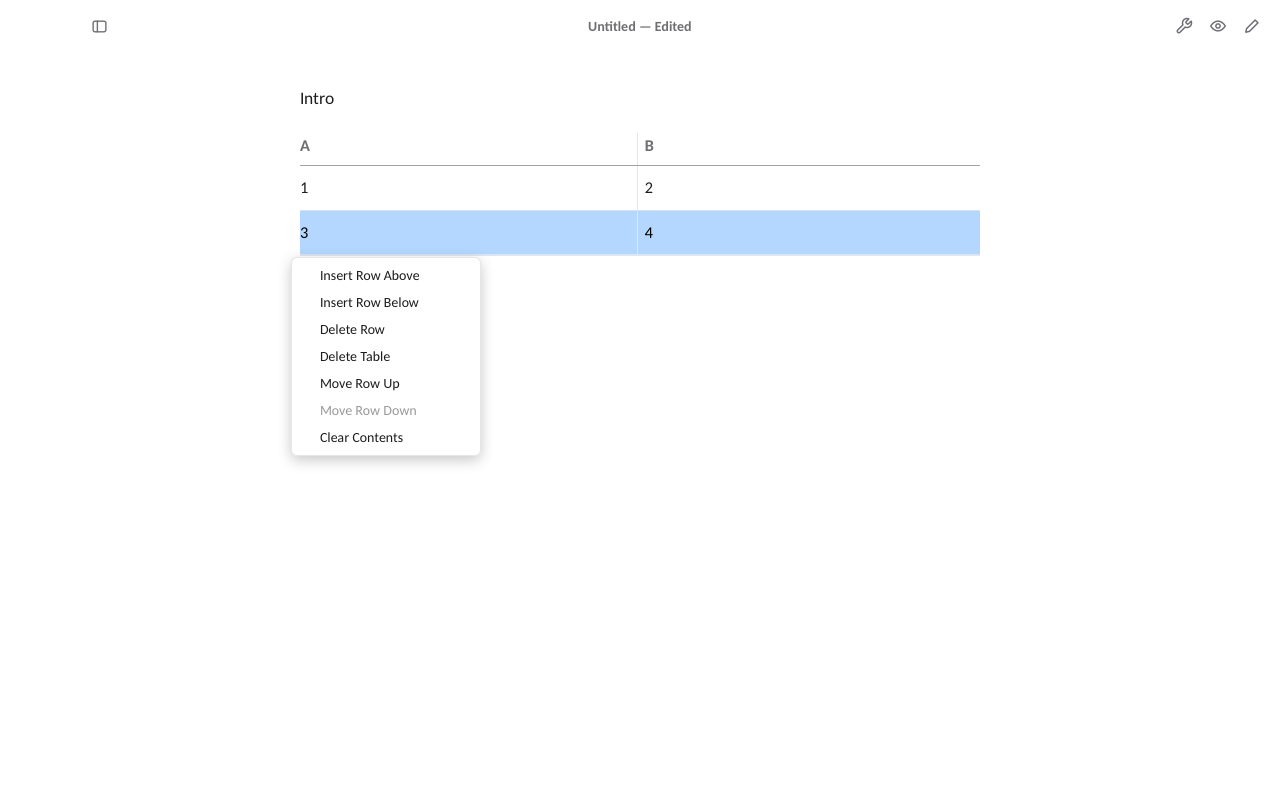 Untitled — Edited
Intro
A B
1 2
3 4
Insert Row Above
Insert Row Below
Delete Row
Delete Table
Move Row Up
Move Row Down
Clear Contents